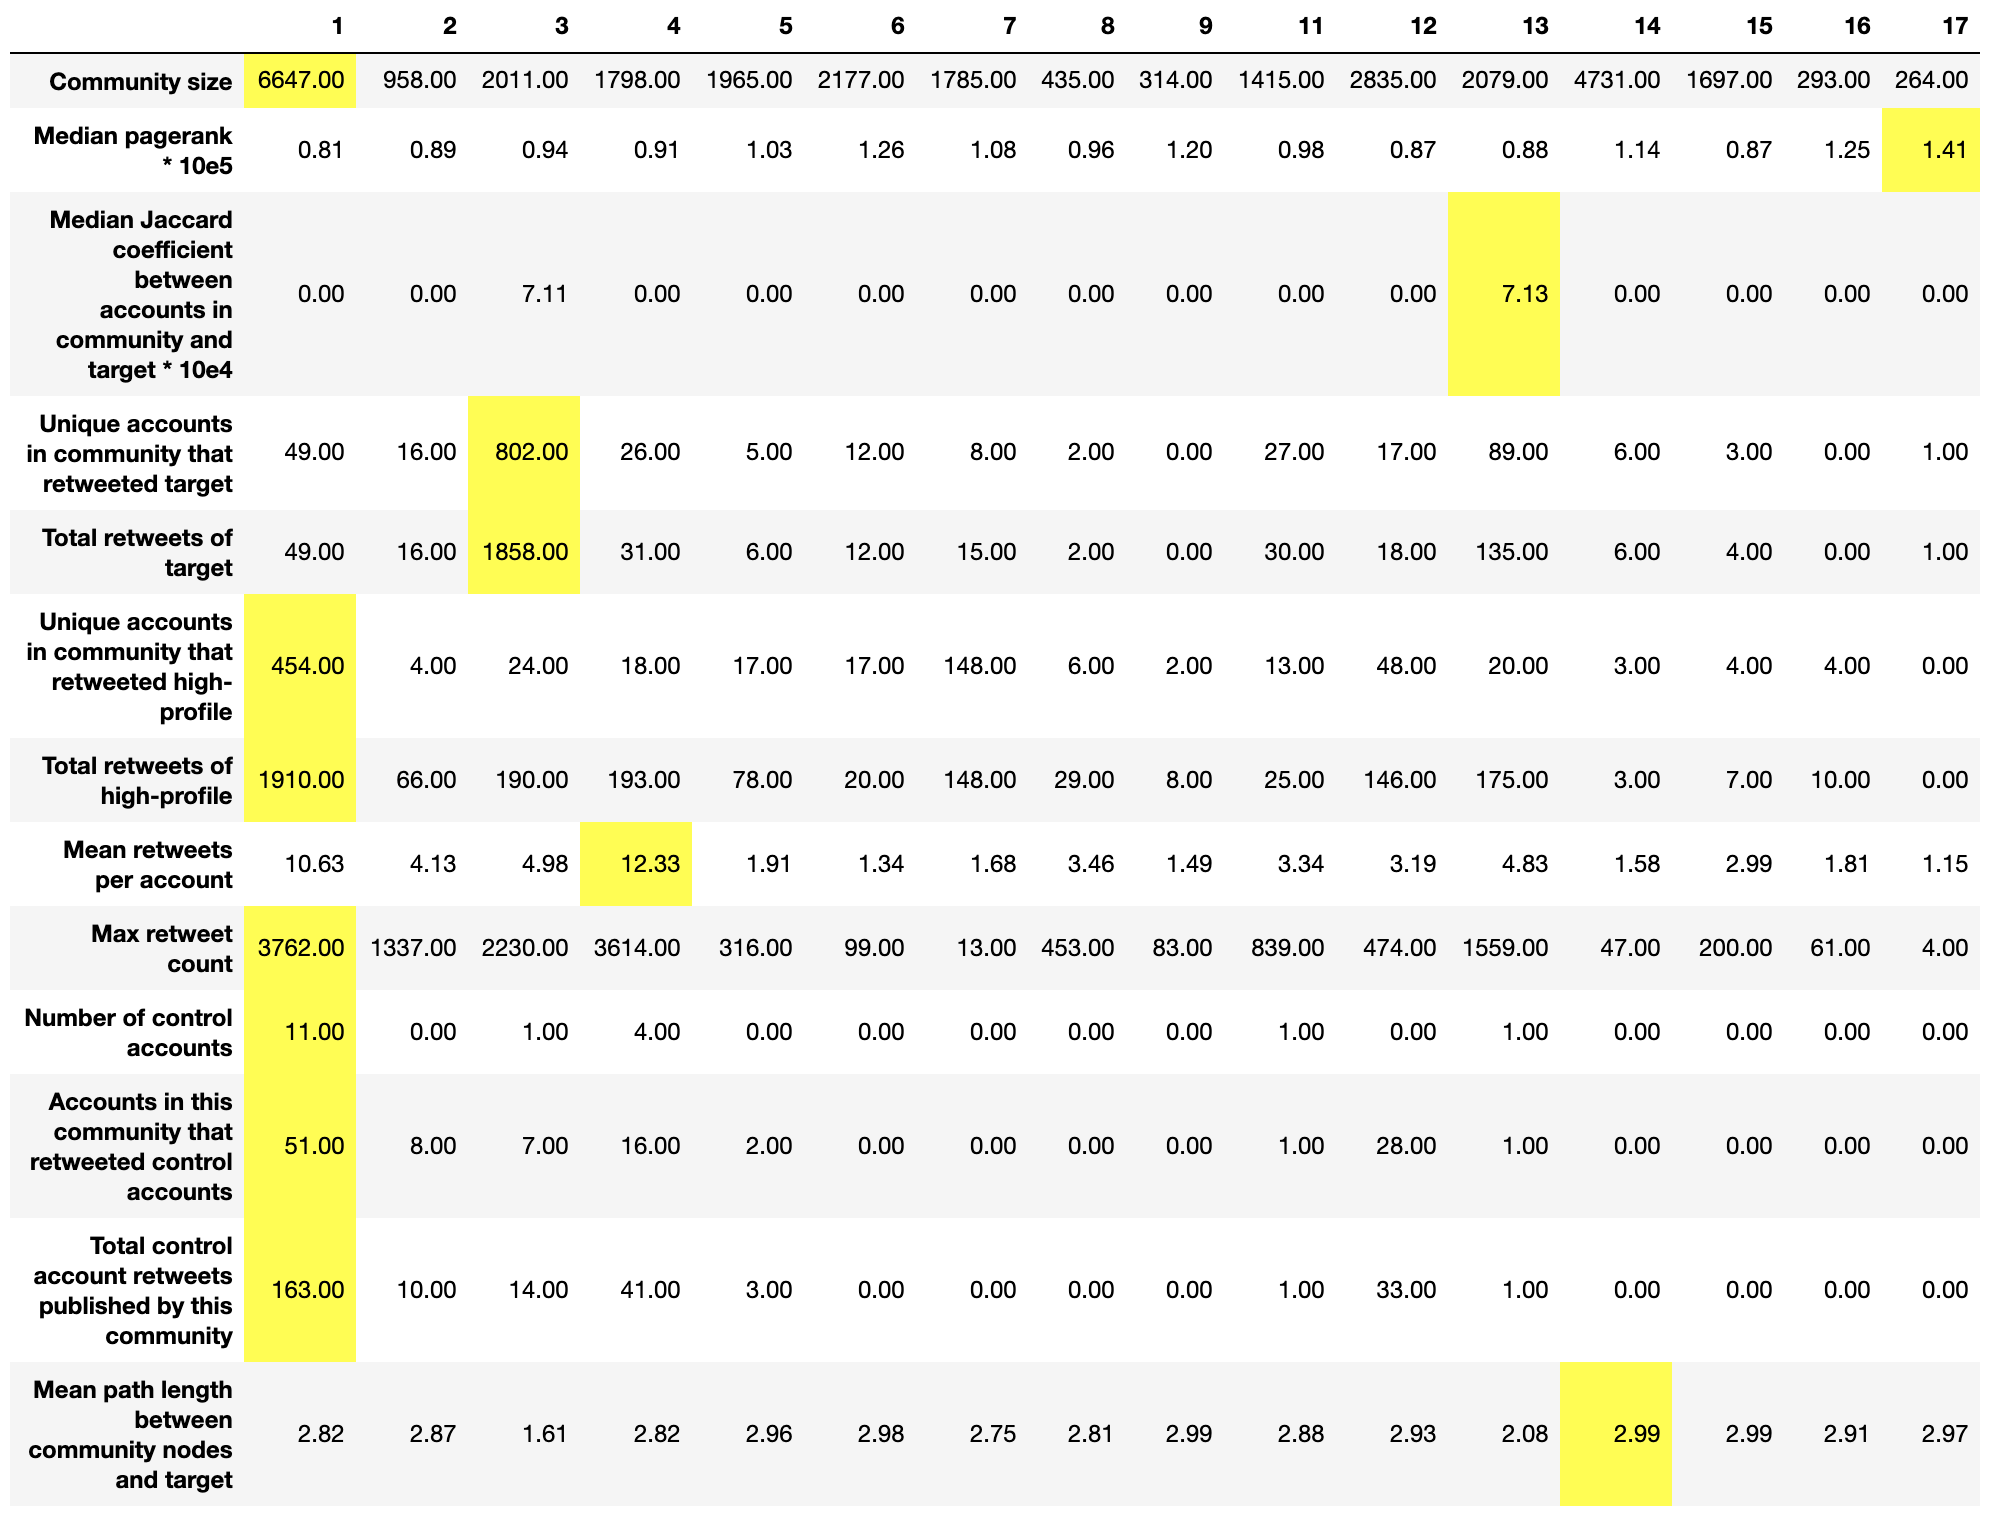 1 2 3 4 5 6 7 8 9 11 12 13 14 15 16 17
Community size 6647.00 958.00 2011.00 1798.00 1965.00 2177.00 1785.00 435.00 314.00 1415.00 2835.00 2079.00 4731.00 1697.00 293.00 264.00
Median pagerank
* 10e5
0.81 0.89 0.94 0.91 1.03 1.26 1.08 0.96 1.20 0.98 0.87 0.88 1.14 0.87 1.25 1.41
Median Jaccard
coefficient
between
accounts in
community and
target * 10e4
0.00 0.00 7.11 0.00 0.00 0.00 0.00 0.00 0.00 0.00 0.00 7.13 0.00 0.00 0.00 0.00
Unique accounts
in community that
retweeted target
49.00 16.00 802.00 26.00 5.00 12.00 8.00 2.00 0.00 27.00 17.00 89.00 6.00 3.00 0.00 1.00
Total retweets of
target
49.00 16.00 1858.00 31.00 6.00 12.00 15.00 2.00 0.00 30.00 18.00 135.00 6.00 4.00 0.00 1.00
Unique accounts
in community that
retweeted high-
profile
454.00 4.00 24.00 18.00 17.00 17.00 148.00 6.00 2.00 13.00 48.00 20.00 3.00 4.00 4.00 0.00
Total retweets of
high-profile
1910.00 66.00 190.00 193.00 78.00 20.00 148.00 29.00 8.00 25.00 146.00 175.00 3.00 7.00 10.00 0.00
Mean retweets
per account
10.63 4.13 4.98 12.33 1.91 1.34 1.68 3.46 1.49 3.34 3.19 4.83 1.58 2.99 1.81 1.15
Max retweet
count
3762.00 1337.00 2230.00 3614.00 316.00 99.00 13.00 453.00 83.00 839.00 474.00 1559.00 47.00 200.00 61.00 4.00
Number of control
accounts
11.00 0.00 1.00 4.00 0.00 0.00 0.00 0.00 0.00 1.00 0.00 1.00 0.00 0.00 0.00 0.00
Accounts in this
community that
retweeted control
accounts
51.00 8.00 7.00 16.00 2.00 0.00 0.00 0.00 0.00 1.00 28.00 1.00 0.00 0.00 0.00 0.00
Total control
account retweets
published by this
community
163.00 10.00 14.00 41.00 3.00 0.00 0.00 0.00 0.00 1.00 33.00 1.00 0.00 0.00 0.00 0.00
Mean path length
between
community nodes
and target
2.82 2.87 1.61 2.82 2.96 2.98 2.75 2.81 2.99 2.88 2.93 2.08 2.99 2.99 2.91 2.97